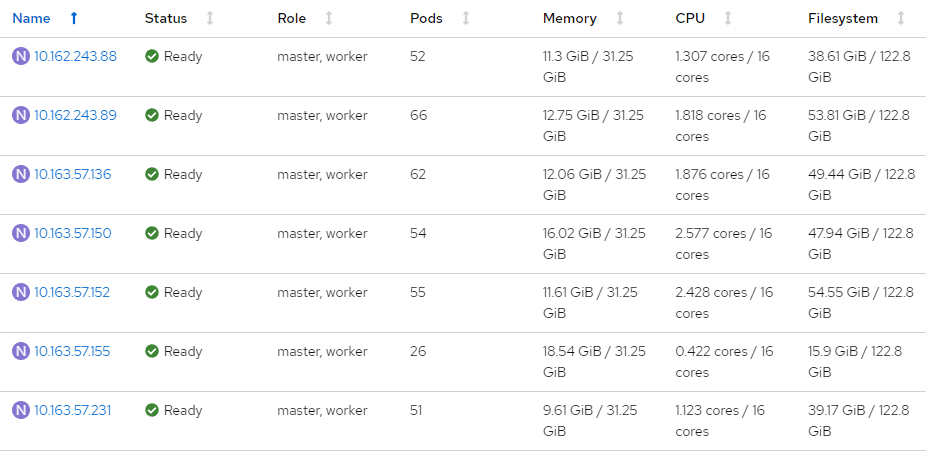 Name Status Role Pods Memory CPU Filesystem
N 10.162.243.88 Ready master, worker 52 11.3 GiB / 31.25 1.307 cores / 16 38.61 GiB / 122.8
GiB cores GiB
N 10.162.243.89 Ready master, worker 66 12.75 GiB / 31.25 1.818 cores / 16 53.81 GiB / 122.8
GiB cores GiB
N 10.163.57.136 Ready master, worker 62 12.06 GiB / 31.25 1.876 cores / 16 49.44 GiB / 122.8
GiB cores GiB
N 10.163.57.150 Ready master, worker 54 16.02 GiB / 31.25 2.577 cores / 16 47.94 GiB / 122.8
GiB cores GiB
N 10.163.57.152 Ready master, worker 55 11.61 GiB / 31.25 2.428 cores / 16 54.55 GiB / 122.8
GiB cores GiB
N 10.163.57.155 Ready master, worker 26 18.54 GiB / 31.25 0.422 cores / 16 15.9 GiB / 122.8
GiB cores GiB
N 10.163.57.231 Ready master, worker 51 9.61 GiB / 31.25 1.123 cores / 16 39.17 GiB / 122.8
GiB cores GiB